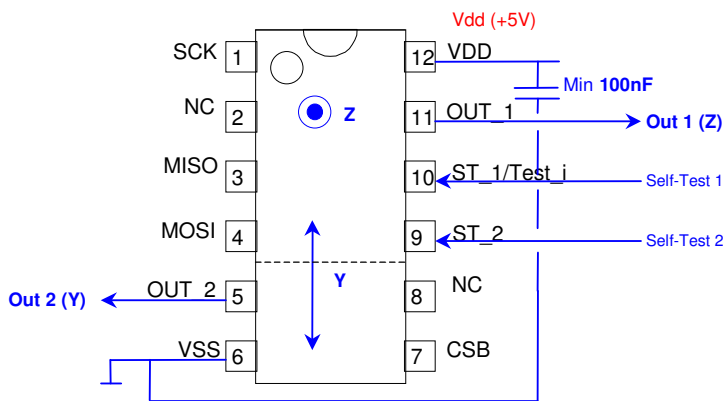 Vdd (+5V)
SCK 1 12 VDD
Min 100nF
NC 2 Z 11 OUT_1 Out 1 (Z)
MISO 3 10 ST_1/Test_i Self-Test 1
MOSI 4 9 ST_2 Self-Test 2
Out 2 (Y) OUT_2 5 Y 8 NC
VSS 6 7 CSB